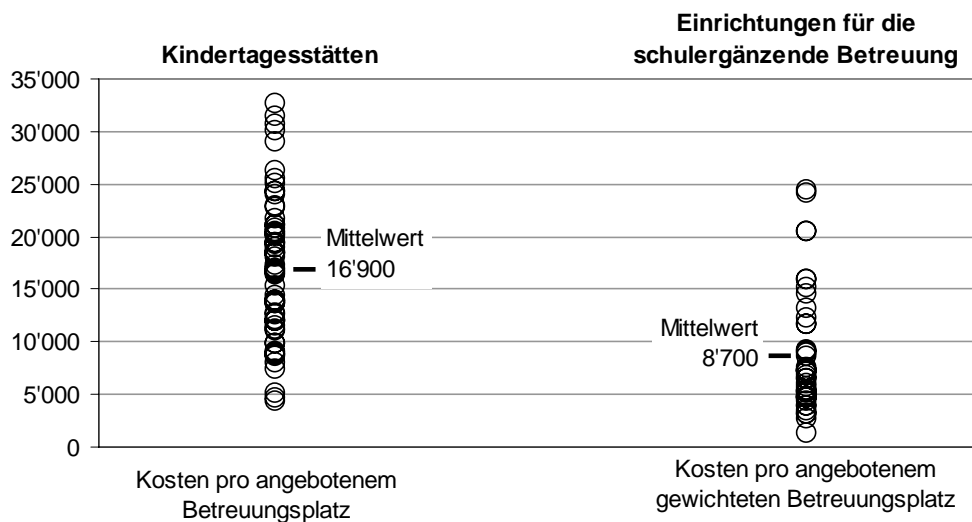 Kindertagesstätten
Einrichtungen für die
schulergänzende Betreuung
35'000
30'000
25'000
20'000
15'000
10'000
5'000
0
Mittelwert
16'900
Mittelwert
8'700
Kosten pro angebotenem
Betreuungsplatz
Kosten pro angebotenem
gewichteten Betreuungsplatz